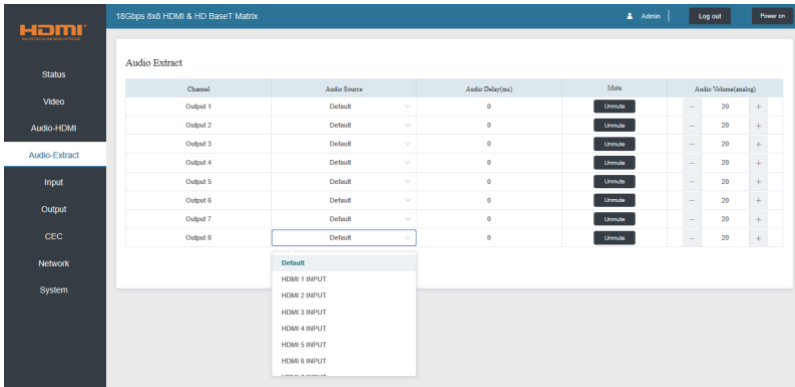 HDMI
18Gbps 8x8 HDMI & HD BaseT Matrix
Admin
Log out
Power on
Status
Video
Audio-HDMI
Audio-Extract
Input
Output
CEC
Network
System
Audio Extract
Channel Audio Source Audio Delay(ms) Mute Audio Volume(analog)
Output 1 Default 0 Unmute − 20 +
Output 2 Default 0 Unmute − 20 +
Output 3 Default 0 Unmute − 20 +
Output 4 Default 0 Unmute − 20 +
Output 5 Default 0 Unmute − 20 +
Output 6 Default 0 Unmute − 20 +
Output 7 Default 0 Unmute − 20 +
Output 8 Default 0 Unmute − 20 +
Default
HDMI 1 INPUT
HDMI 2 INPUT
HDMI 3 INPUT
HDMI 4 INPUT
HDMI 5 INPUT
HDMI 6 INPUT